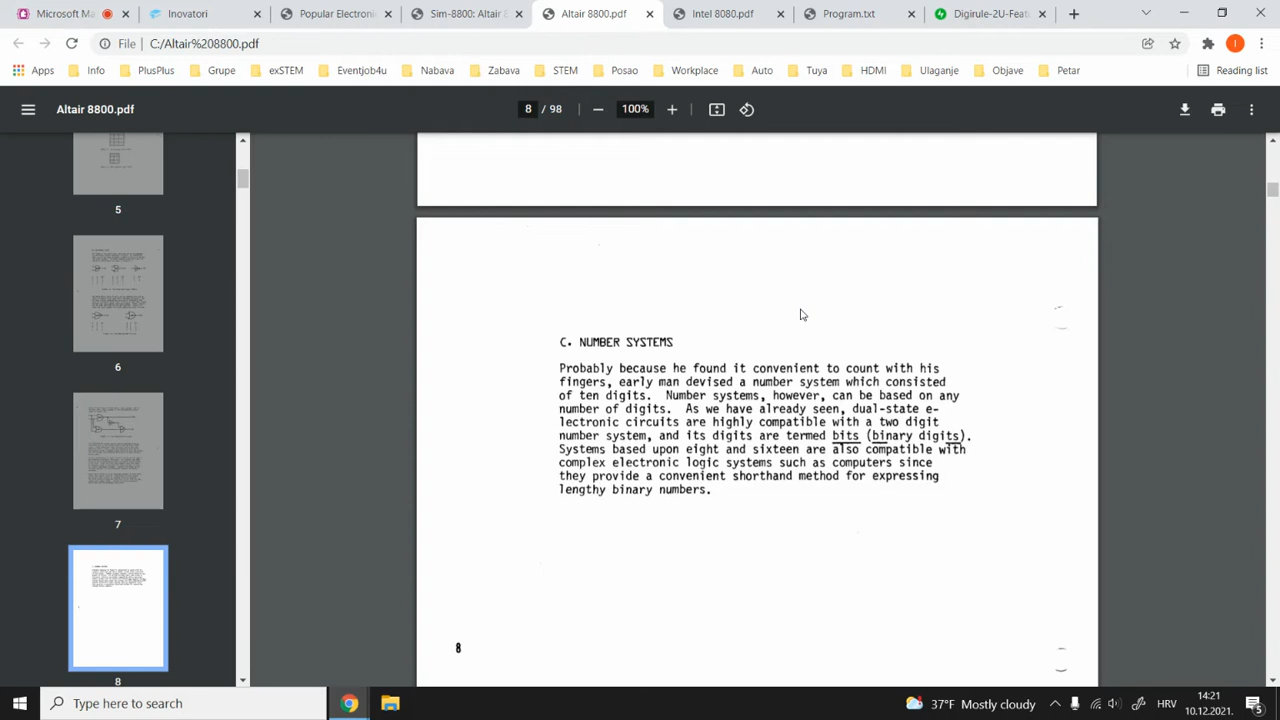 Microsoft Ma
Inovatori
Popular Electroni
Sim-8800: Altair 8
Altair 8800.pdf
Intel 8080.pdf
Program.txt
Digirule-2U-Feat
File
C:/Altair%208800.pdf
Apps
Info
PlusPlus
Grupe
exSTEM
Eventjob4u
Nabava
Zabava
STEM
Posao
Workplace
Auto
Tuya
HDMI
Ulaganje
Objave
Petar
Reading list
Altair 8800.pdf
8 / 98
100%
5
6
7
8
C. NUMBER SYSTEMS
Probably because he found it convenient to count with his
fingers, early man devised a number system which consisted
of ten digits. Number systems, however, can be based on any
number of digits. As we have already seen, dual-state e-
lectronic circuits are highly compatible with a two digit
number system, and its digits are termed bits (binary digits).
Systems based upon eight and sixteen are also compatible with
complex electronic logic systems such as computers since
they provide a convenient shorthand method for expressing
lengthy binary numbers.
8
Type here to search
37°F Mostly cloudy
HRV
14:21
10.12.2021.
5